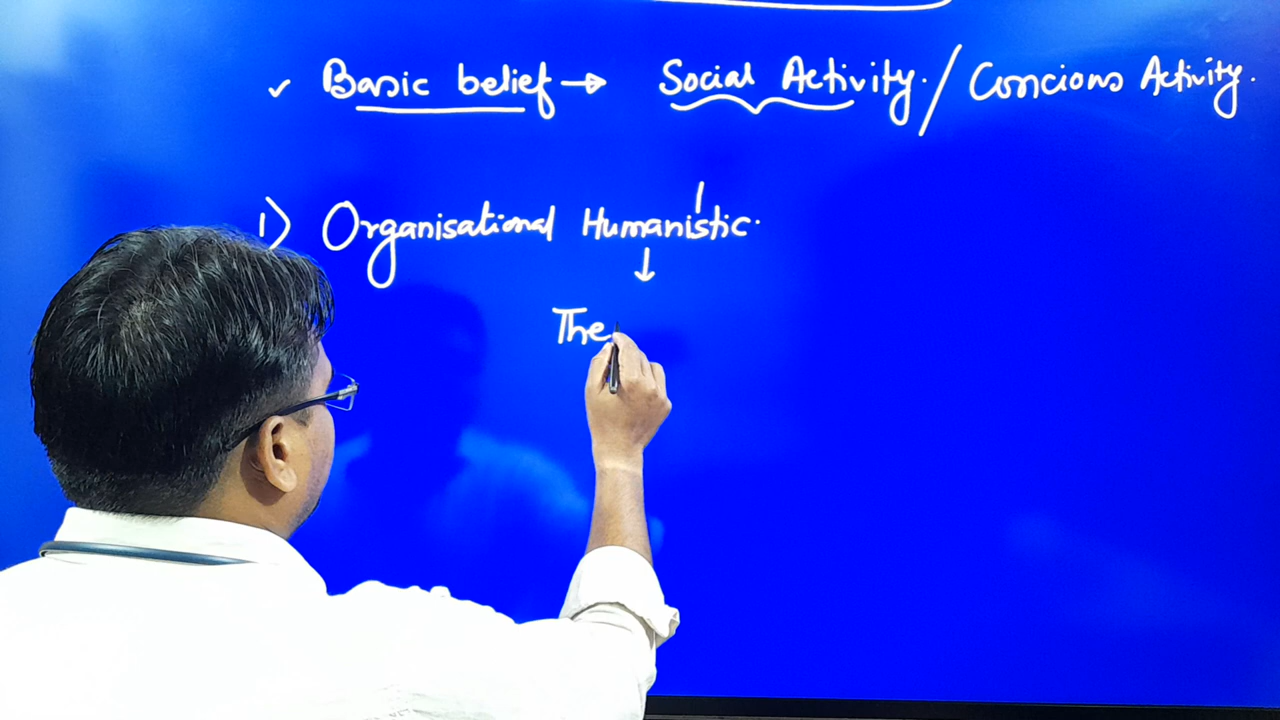 ✓ Basic belief → Social Activity. / Concious Activity.
1) Organisational Humanistic.
↓
The